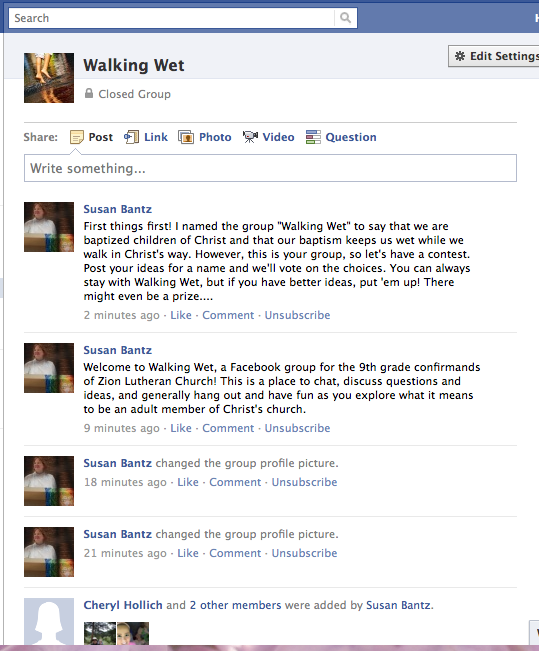 Search
Walking Wet
Edit Settings
Closed Group
Share: Post Link Photo Video Question
Write something...
Susan Bantz
First things first! I named the group "Walking Wet" to say that we are
baptized children of Christ and that our baptism keeps us wet while we
walk in Christ's way. However, this is your group, so let's have a contest.
Post your ideas for a name and we'll vote on the choices. You can always
stay with Walking Wet, but if you have better ideas, put 'em up! There
might even be a prize....
2 minutes ago · Like · Comment · Unsubscribe
Susan Bantz
Welcome to Walking Wet, a Facebook group for the 9th grade confirmands
of Zion Lutheran Church! This is a place to chat, discuss questions and
ideas, and generally hang out and have fun as you explore what it means
to be an adult member of Christ's church.
9 minutes ago · Like · Comment · Unsubscribe
Susan Bantz changed the group profile picture.
18 minutes ago · Like · Comment · Unsubscribe
Susan Bantz changed the group profile picture.
21 minutes ago · Like · Comment · Unsubscribe
Cheryl Hollich and 2 other members were added by Susan Bantz.